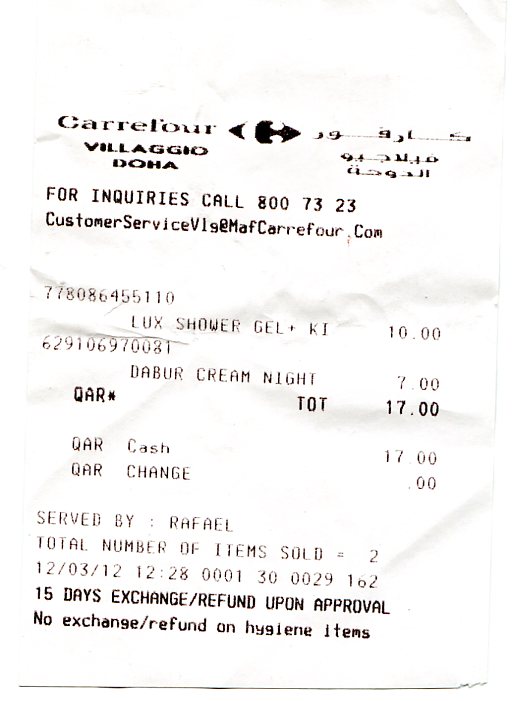 Carrefour كارفور
VILLAGGIO فيلاجيو
DOHA الدوحة
FOR INQUIRIES CALL 800 73 23
CustomerServiceVlg@MafCarrefour.Com
778086455110
LUX SHOWER GEL+ KI 10.00
629106970081
DABUR CREAM NIGHT 7.00
QAR* TOT 17.00
QAR Cash 17.00
QAR CHANGE .00
SERVED BY : RAFAEL
TOTAL NUMBER OF ITEMS SOLD = 2
12/03/12 12:28 0001 30 0029 162
15 DAYS EXCHANGE/REFUND UPON APPROVAL
No exchange/refund on hygiene items